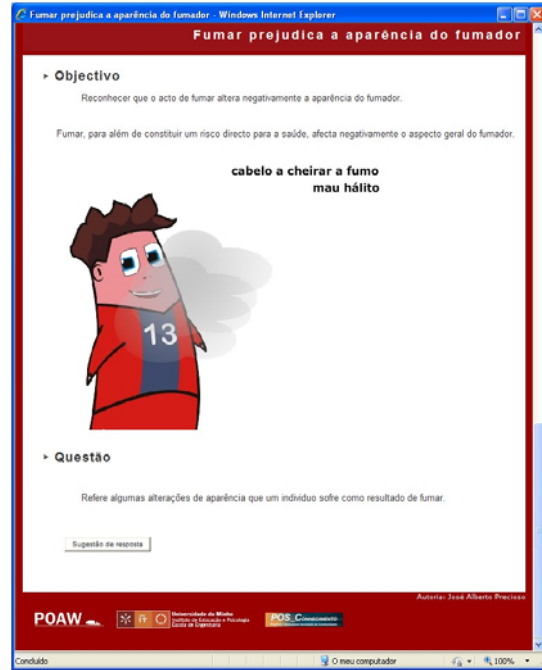 Fumar prejudica a aparência do fumador - Windows Internet Explorer
Fumar prejudica a aparência do fumador
Objectivo
Reconhecer que o acto de fumar altera negativamente a aparência do fumador.
Fumar, para além de constituir um risco directo para a saúde, afecta negativamente o aspecto geral do fumador.
cabelo a cheirar a fumo
mau hálito
13
Questão
Refere algumas alterações de aparência que um individuo sofre como resultado de fumar.
Sugestão de resposta
Autoria: José Alberto Precioso
POAW
Universidade do Minho
Instituto de Educação e Psicologia
Escola de Engenharia
POS_Conhecimento
Concluído
O meu computador
100%